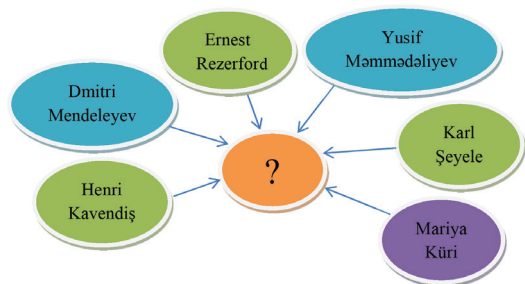 Ernest
Rezerford
Yusif
Məmmədəliyev
Dmitri
Mendeleyev
Karl
Şeyele
?
Henri
Kavendiş
Mariya
Küri